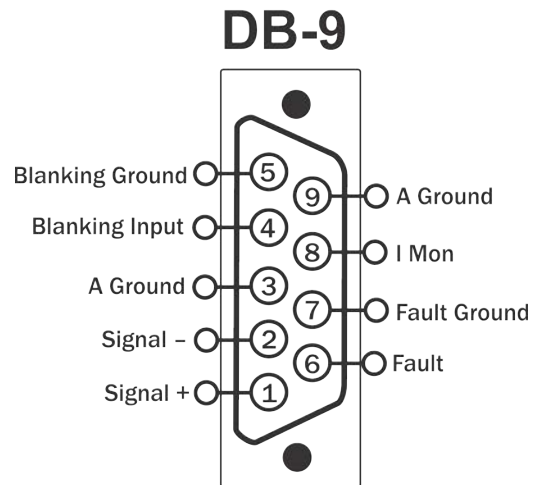 DB-9
Blanking Ground
5
9
A Ground
Blanking Input
4
8
I Mon
A Ground
3
7
Fault Ground
Signal –
2
6
Fault
Signal +
1